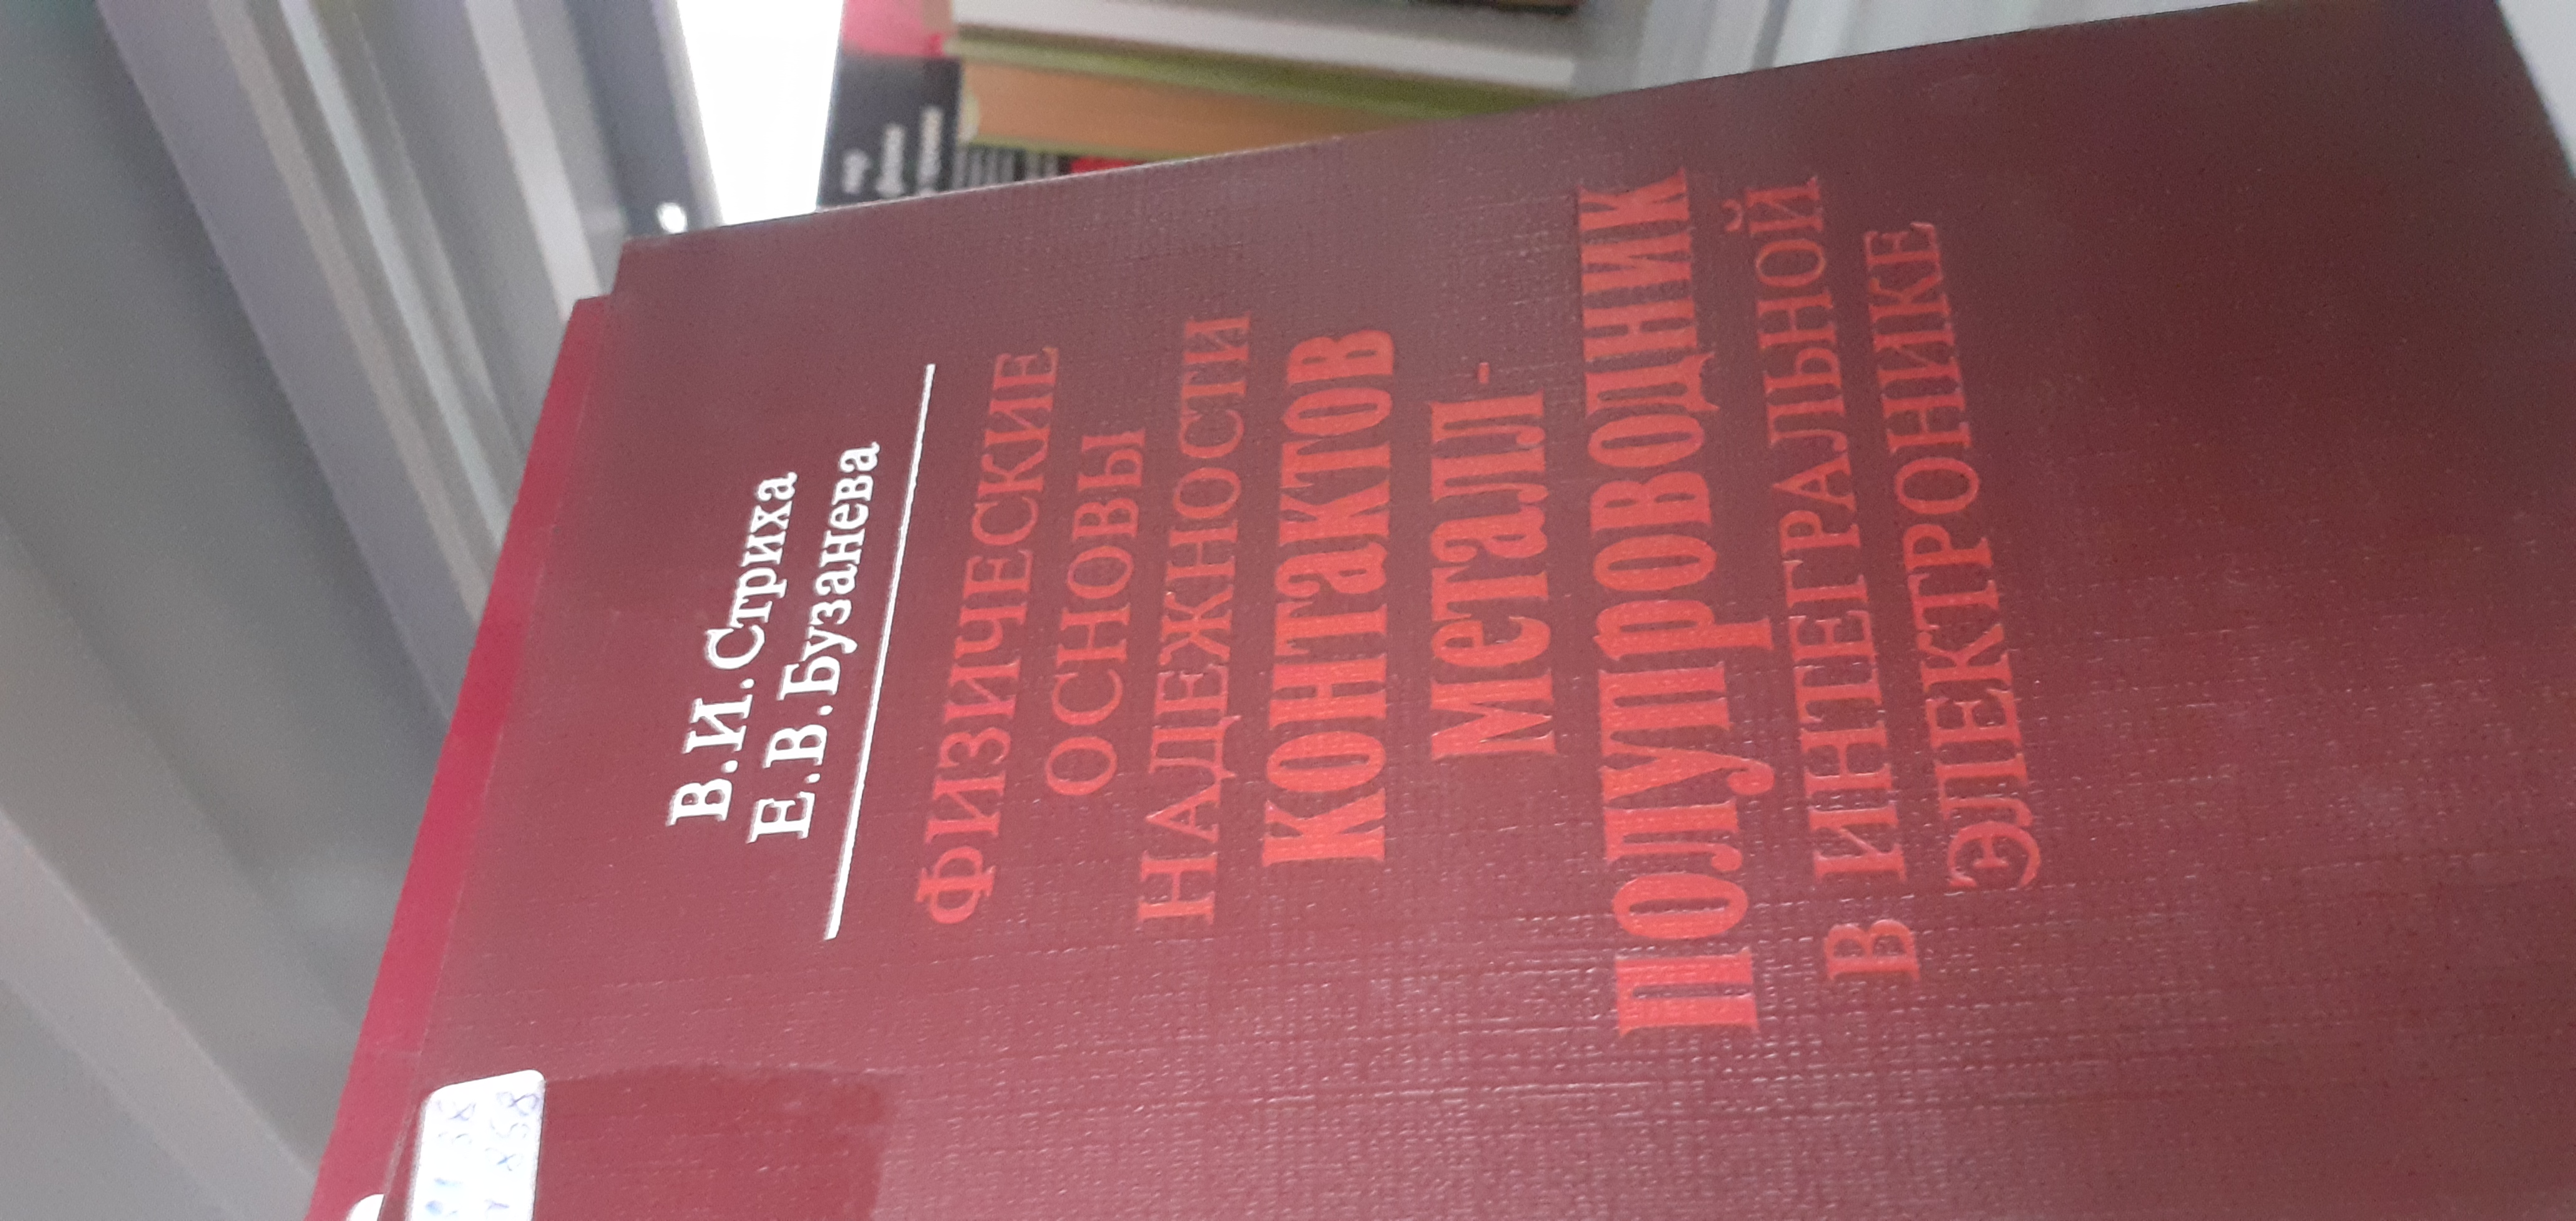 В.И.Стриха
Е.В.Бузанева
ФИЗИЧЕСКИЕ
ОСНОВЫ
НАДЕЖНОСТИ
контактов
металл-
полупроводник
В ИНТЕГРАЛЬНОЙ
ЭЛЕКТРОНИКЕ